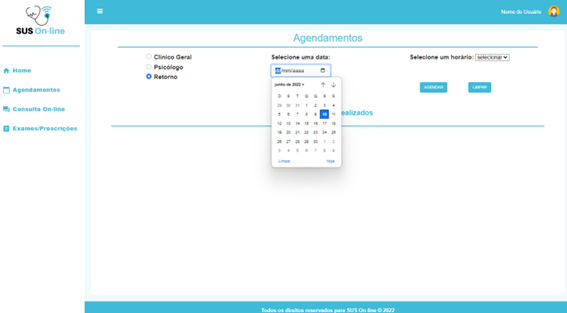 SUS On-line
Home
Agendamentos
Consulta On-line
Exames/Prescrições
Nome do Usuário
Agendamentos
Clínico Geral
Psicólogo
Retorno
Selecione uma data:
dd/mm/aaaa
junho de 2022
D S T Q Q S S
29 30 31 1 2 3 4
5 6 7 8 9 10 11
12 13 14 15 16 17 18
19 20 21 22 23 24 25
26 27 28 29 30 1 2
3 4 5 6 7 8 9
Limpar Hoje
Selecione um horário: selecionar
AGENDAR LIMPAR
ealizados
Todos os direitos reservados para SUS On-line © 2022